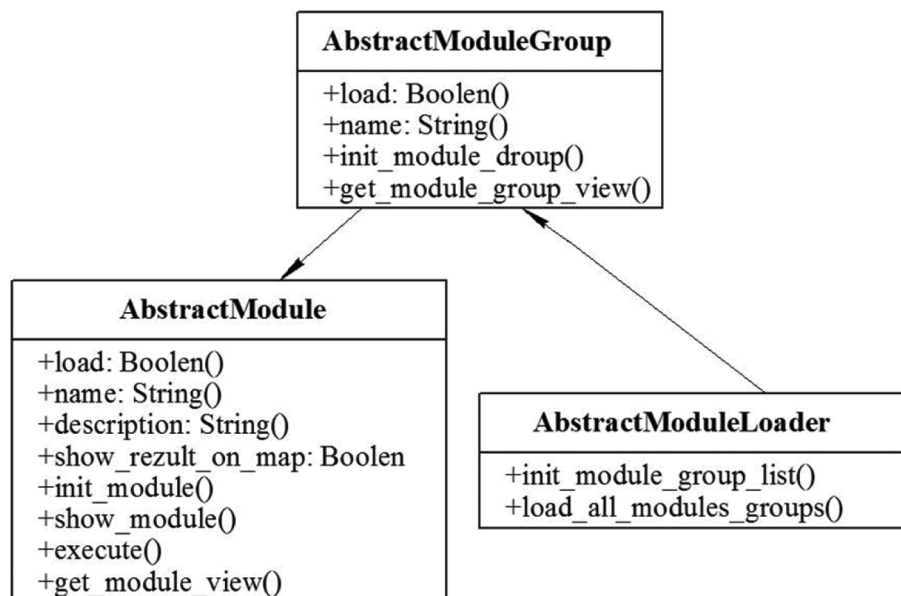 AbstractModuleGroup
+load: Boolen()
+name: String()
+init_module_droup()
+get_module_group_view()
AbstractModule
+load: Boolen()
+name: String()
+description: String()
+show_rezult_on_map: Boolen
+init_module()
+show_module()
+execute()
+get_module_view()
AbstractModuleLoader
+init_module_group_list()
+load_all_modules_groups()